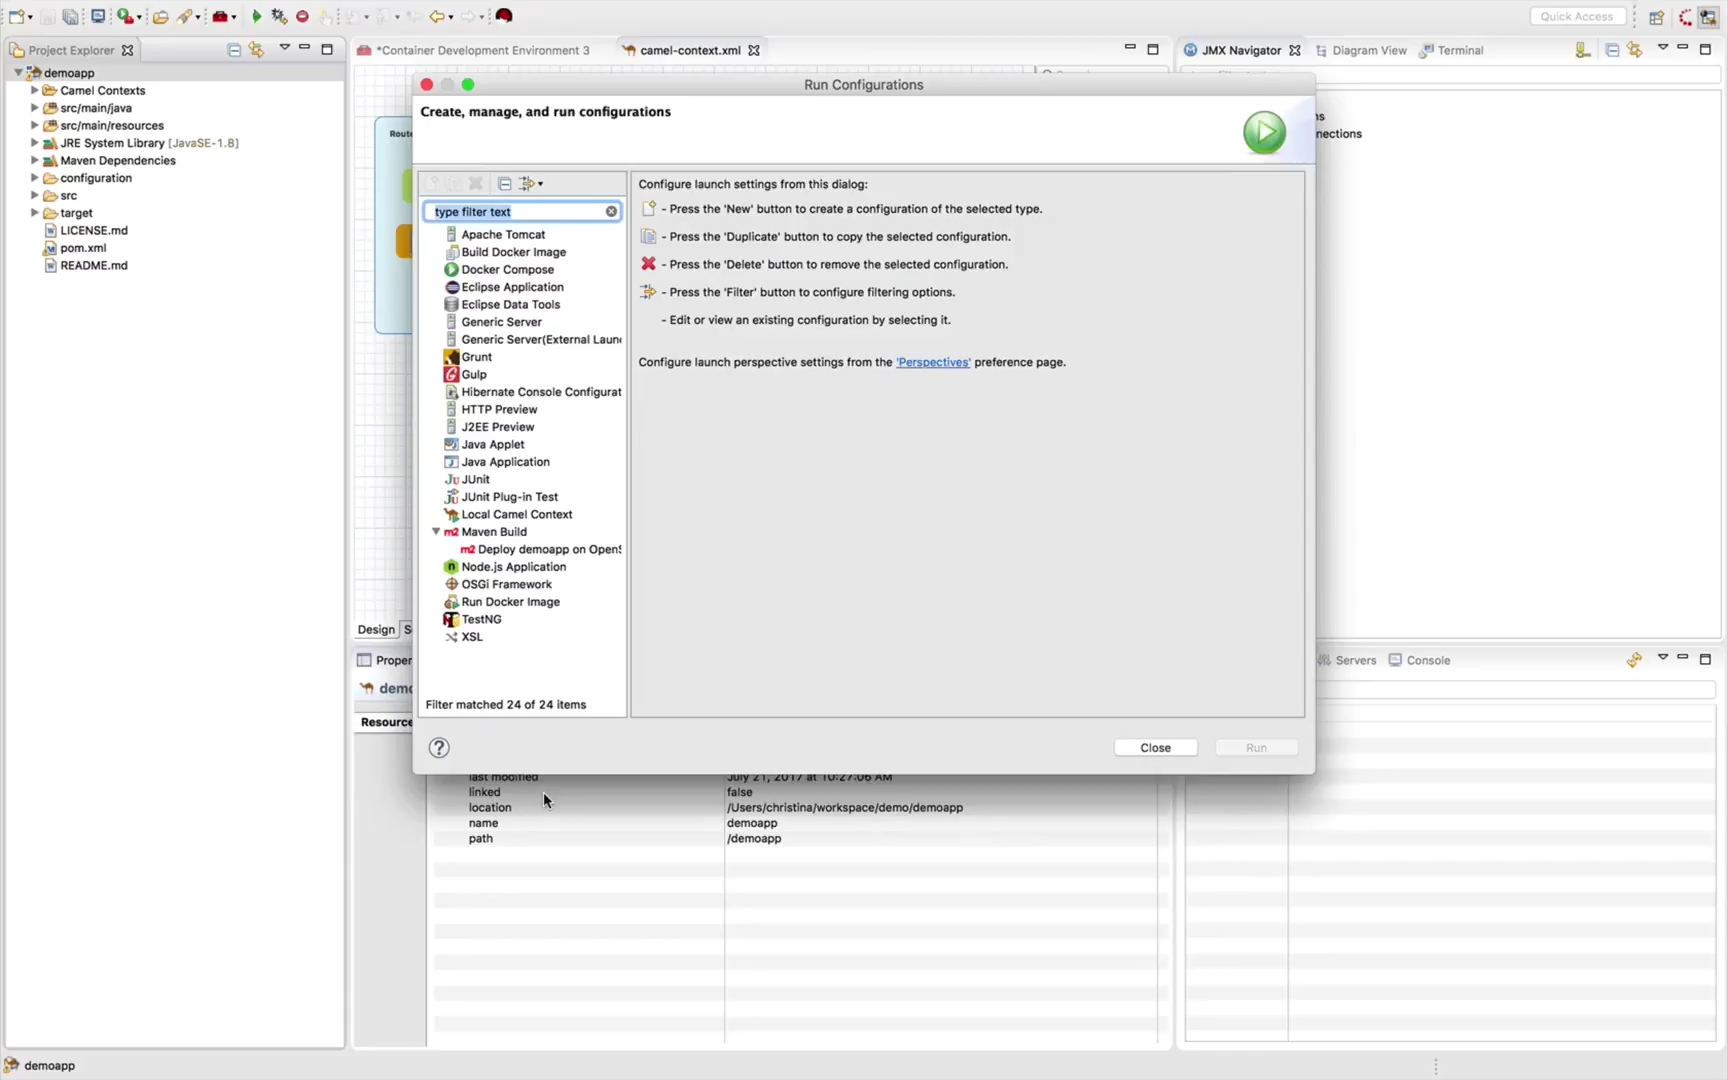 Quick Access
Project Explorer
demoapp
Camel Contexts
src/main/java
src/main/resources
JRE System Library [JavaSE-1.8]
Maven Dependencies
configuration
src
target
LICENSE.md
pom.xml
README.md
*Container Development Environment 3
camel-context.xml
JMX Navigator
Diagram View
Terminal
Run Configurations
Create, manage, and run configurations
type filter text
Apache Tomcat
Build Docker Image
Docker Compose
Eclipse Application
Eclipse Data Tools
Generic Server
Generic Server(External Laun
Grunt
Gulp
Hibernate Console Configurat
HTTP Preview
J2EE Preview
Java Applet
Java Application
Ju JUnit
JUnit Plug-in Test
Local Camel Context
m2 Maven Build
m2 Deploy demoapp on OpenS
Node.js Application
OSGi Framework
Run Docker Image
TestNG
XSL
Filter matched 24 of 24 items
Configure launch settings from this dialog:
- Press the 'New' button to create a configuration of the selected type.
- Press the 'Duplicate' button to copy the selected configuration.
- Press the 'Delete' button to remove the selected configuration.
- Press the 'Filter' button to configure filtering options.
- Edit or view an existing configuration by selecting it.
Configure launch perspective settings from the 'Perspectives' preference page.
Close
Run
Route
ns
nections
Design
S
Proper
demo
Resource
Servers
Console
last modified
July 21, 2017 at 10:27:06 AM
linked
false
location
/Users/christina/workspace/demo/demoapp
name
demoapp
path
/demoapp
demoapp